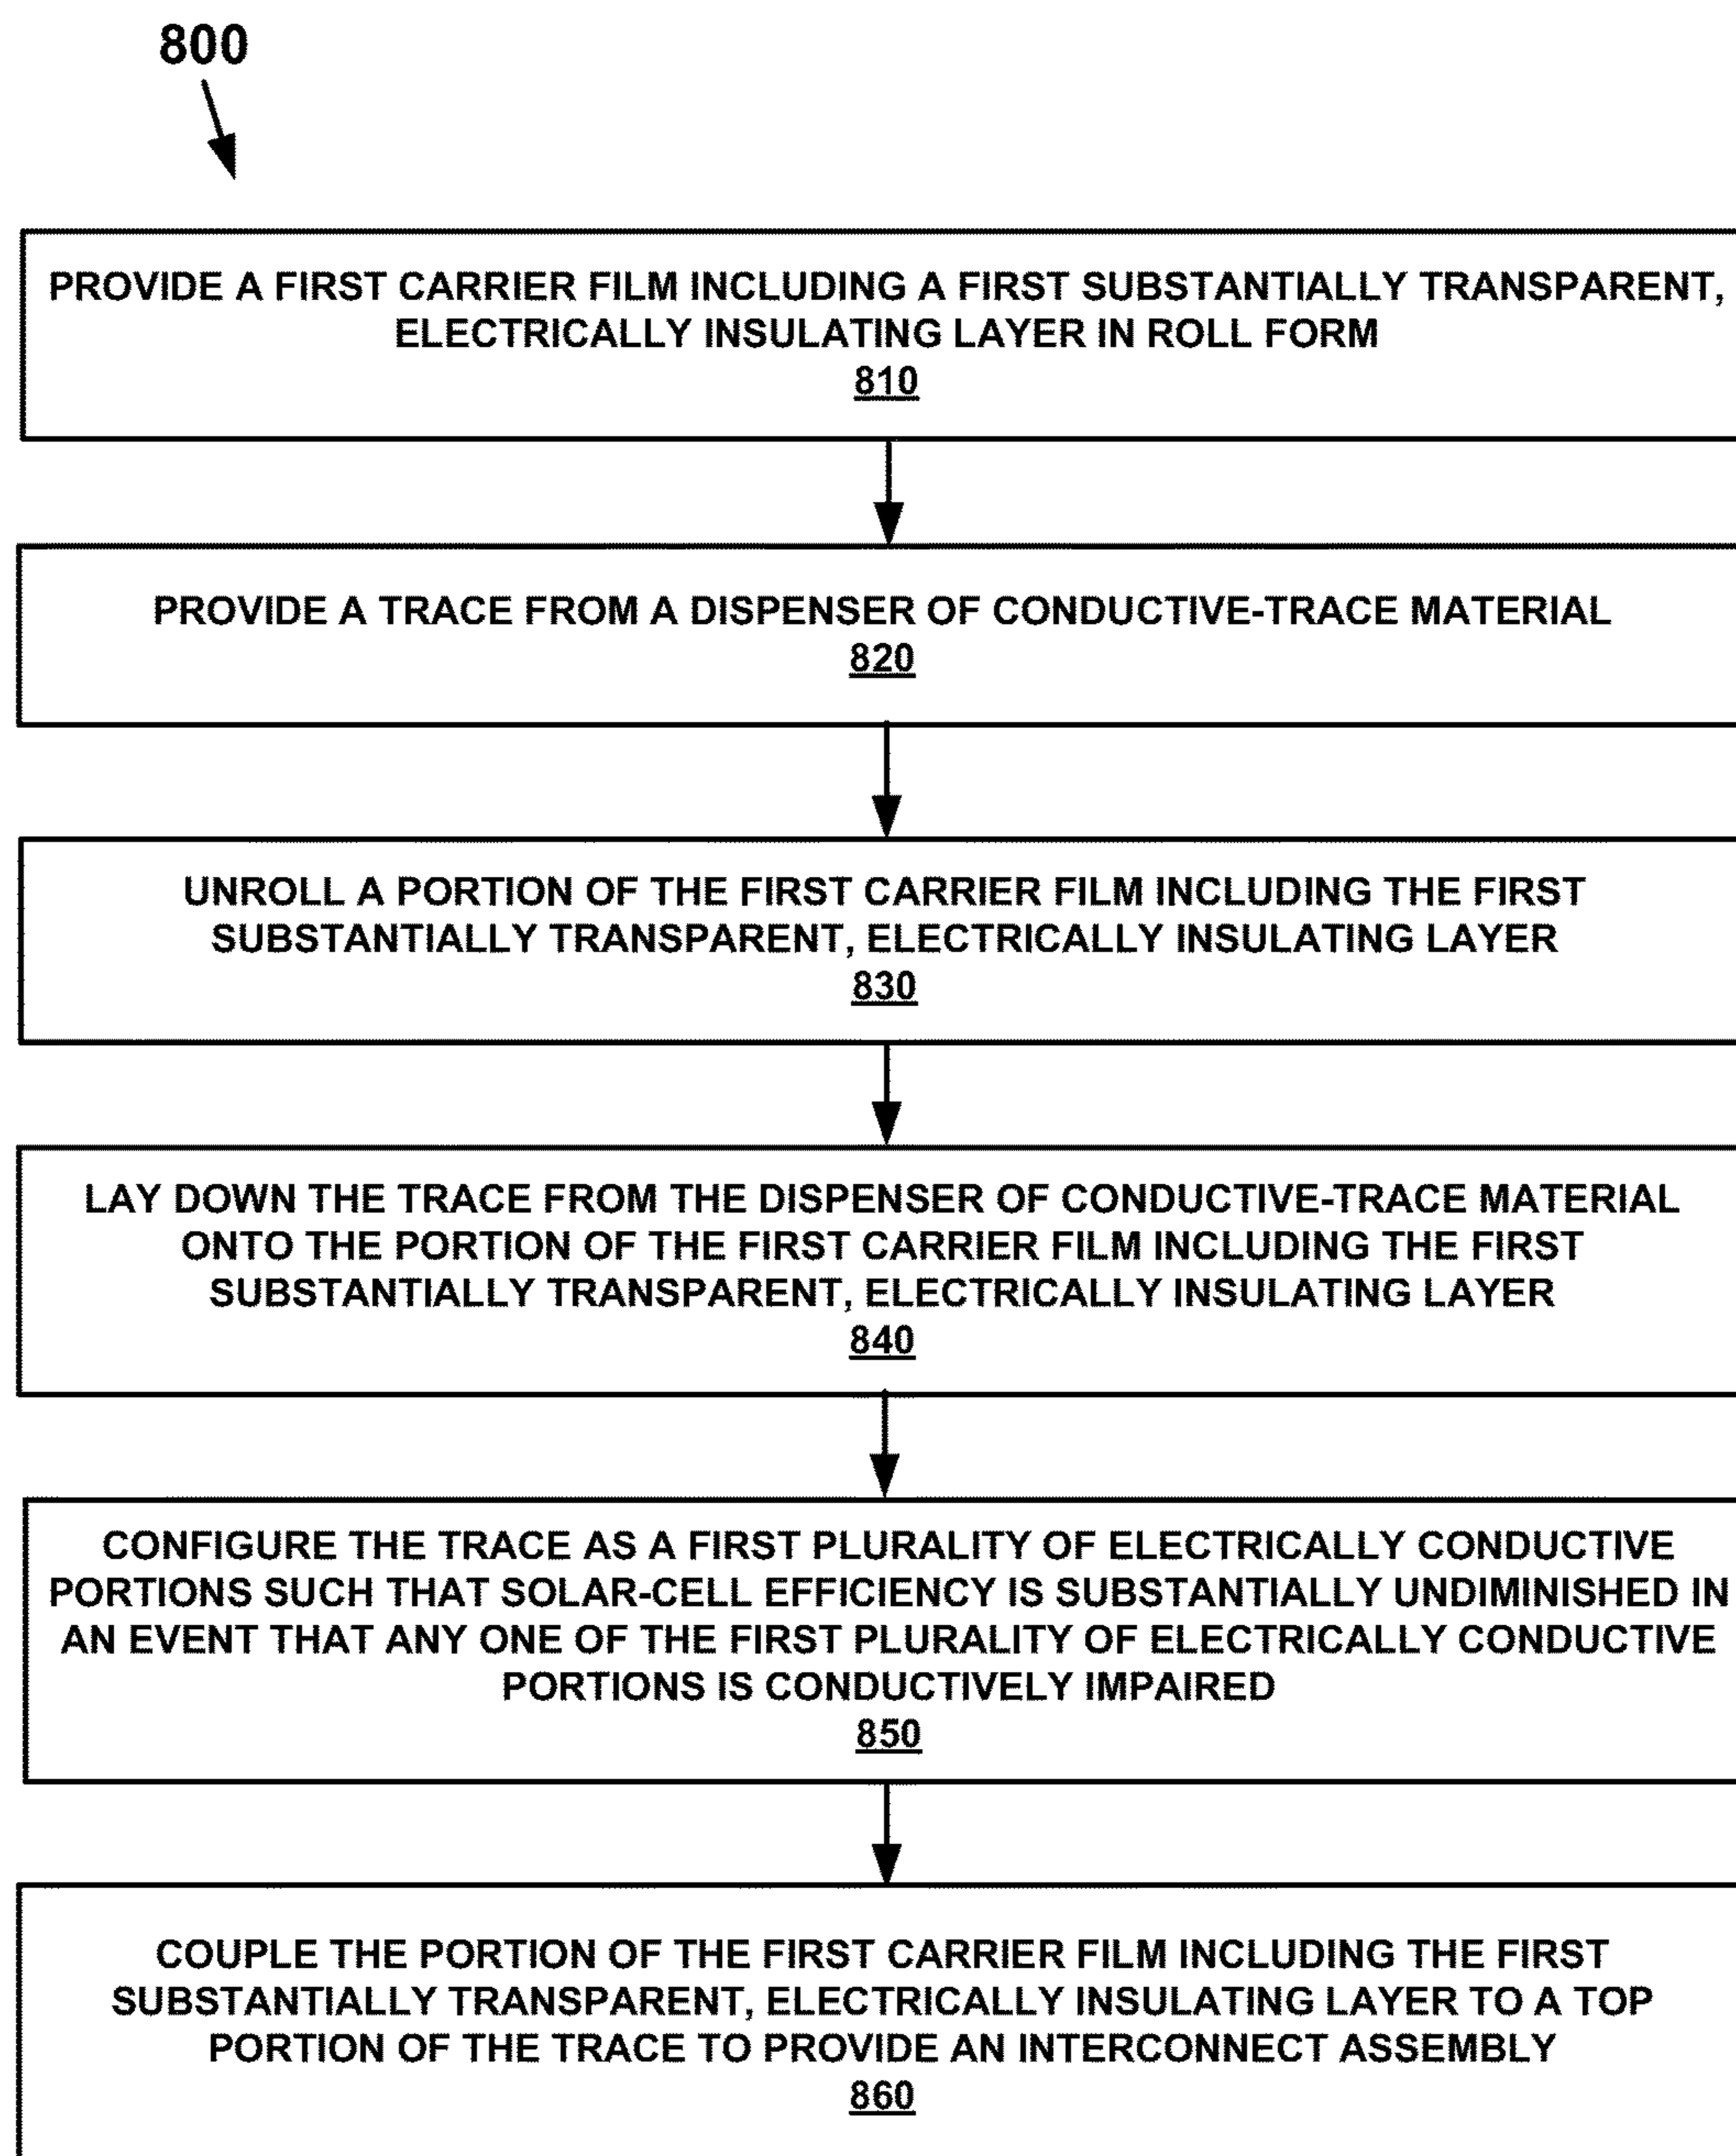 800
PROVIDE A FIRST CARRIER FILM INCLUDING A FIRST SUBSTANTIALLY TRANSPARENT,
ELECTRICALLY INSULATING LAYER IN ROLL FORM
810
PROVIDE A TRACE FROM A DISPENSER OF CONDUCTIVE-TRACE MATERIAL
820
UNROLL A PORTION OF THE FIRST CARRIER FILM INCLUDING THE FIRST
SUBSTANTIALLY TRANSPARENT, ELECTRICALLY INSULATING LAYER
830
LAY DOWN THE TRACE FROM THE DISPENSER OF CONDUCTIVE-TRACE MATERIAL
ONTO THE PORTION OF THE FIRST CARRIER FILM INCLUDING THE FIRST
SUBSTANTIALLY TRANSPARENT, ELECTRICALLY INSULATING LAYER
840
CONFIGURE THE TRACE AS A FIRST PLURALITY OF ELECTRICALLY CONDUCTIVE
PORTIONS SUCH THAT SOLAR-CELL EFFICIENCY IS SUBSTANTIALLY UNDIMINISHED IN
AN EVENT THAT ANY ONE OF THE FIRST PLURALITY OF ELECTRICALLY CONDUCTIVE
PORTIONS IS CONDUCTIVELY IMPAIRED
850
COUPLE THE PORTION OF THE FIRST CARRIER FILM INCLUDING THE FIRST
SUBSTANTIALLY TRANSPARENT, ELECTRICALLY INSULATING LAYER TO A TOP
PORTION OF THE TRACE TO PROVIDE AN INTERCONNECT ASSEMBLY
860